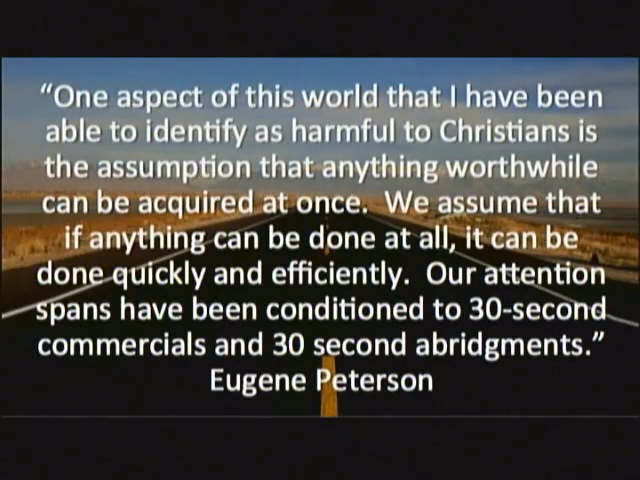 “One aspect of this world that I have been
able to identify as harmful to Christians is
the assumption that anything worthwhile
can be acquired at once.  We assume that
if anything can be done at all, it can be
done quickly and efficiently.  Our attention
spans have been conditioned to 30-second
commercials and 30 second abridgments.”
Eugene Peterson